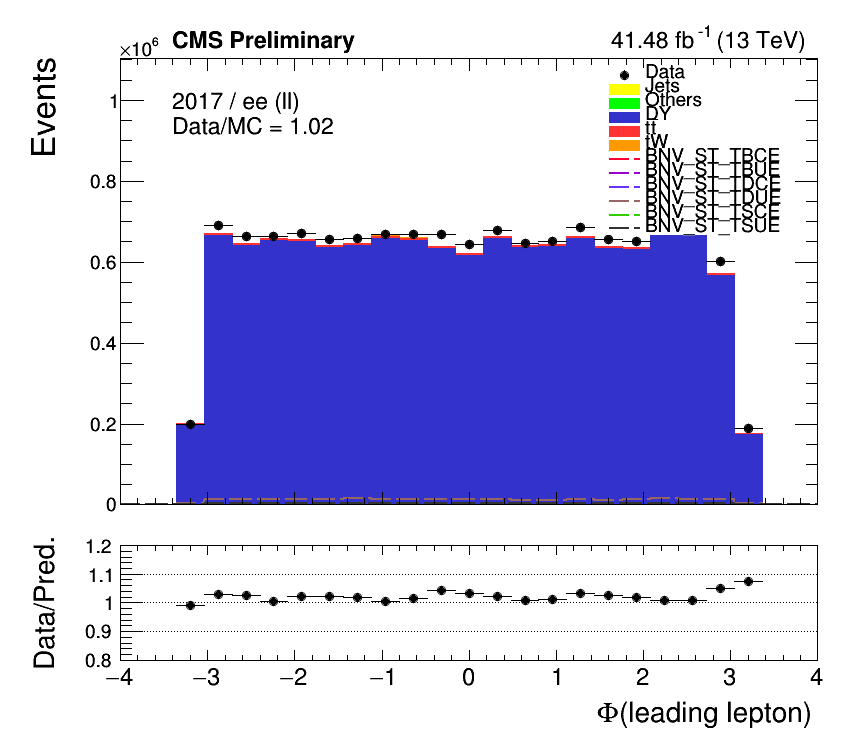 ×10⁶ CMS Preliminary 41.48 fb⁻¹ (13 TeV)
Events
2017 / ee (ll)
Data/MC = 1.02
Data
Jets
Others
DY
tt
tW
BNV_ST_TBCE
BNV_ST_TBUE
BNV_ST_TDCE
BNV_ST_TDUE
BNV_ST_TSCE
BNV_ST_TSUE
1
0.8
0.6
0.4
0.2
0
Data/Pred.
1.2
1.1
1
0.9
0.8
−4 −3 −2 −1 0 1 2 3 4
Φ(leading lepton)